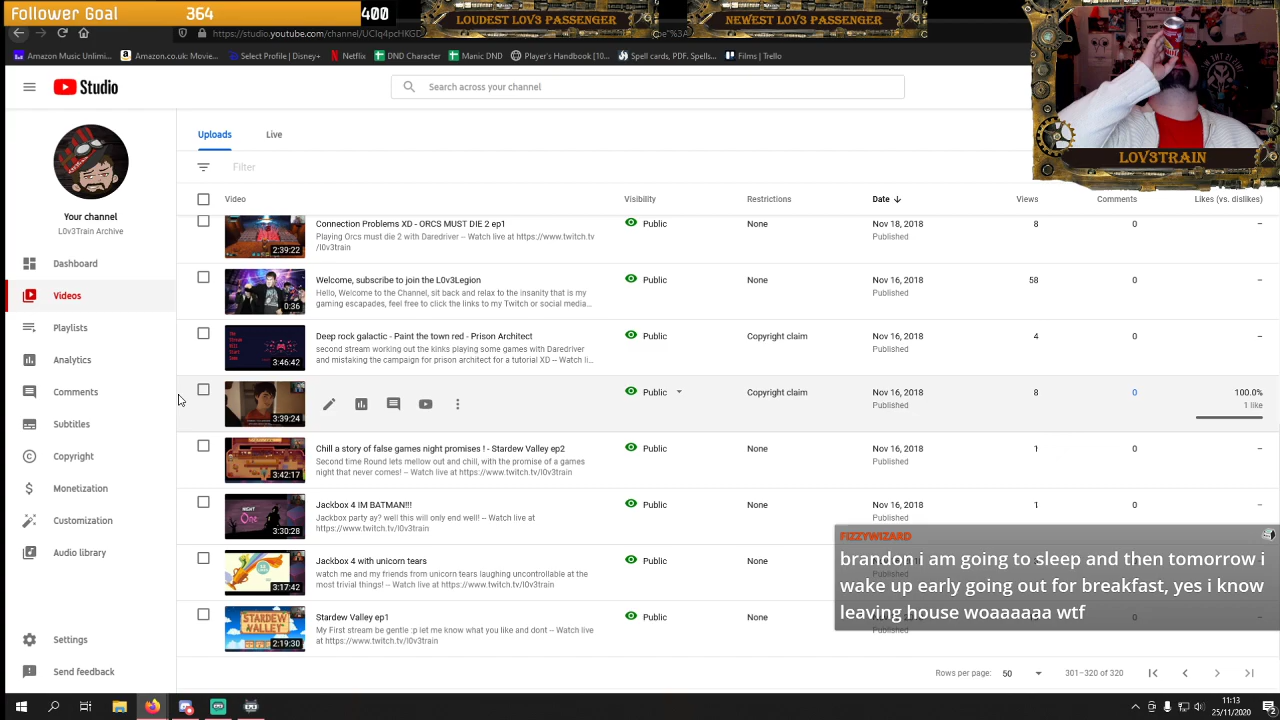 Follower Goal 364 400
LOUDEST LOV3 PASSENGER
NEWEST LOV3 PASSENGER
https://studio.youtube.com/channel/UCIq4pcHKGD
Amazon Music Unlimi...
Amazon.co.uk: Movie...
Select Profile | Disney+
Netflix
DND Character
Manic DND
Player's Handbook [10...
Spell cards, PDF, Spells...
Films | Trello
Studio
Search across your channel
LOV3TRAIN
Your channel
L0v3Train Archive
Dashboard
Videos
Playlists
Analytics
Comments
Subtitles
Copyright
Monetization
Customization
Audio library
Settings
Send feedback
Uploads Live
Filter
Video Visibility Restrictions Date Views Comments Likes (vs. dislikes)
Connection Problems XD - ORCS MUST DIE 2 ep1 Public None Nov 18, 2018 8 0 –
Playing Orcs must die 2 with Daredriver -- Watch live at https://www.twitch.tv Published
/l0v3train
2:39:22
Welcome, subscribe to join the L0v3Legion Public None Nov 16, 2018 58 0 –
Hello, Welcome to the Channel, sit back and relax to the insanity that is my Published
gaming escapades, feel free to click the links to my Twitch or social media...
0:36
Deep rock galactic - Paint the town red - Prison Architect Public Copyright claim Nov 16, 2018 4 0 –
second stream working out the kinks playing some games with Daredriver Published
and mistaking the campaign for prison architect for a tutorial XD -- Watch li...
3:46:42
Public Copyright claim Nov 16, 2018 8 0 100.0%
Published 1 like
3:39:24
Chill a story of false games night promises ! - Stardew Valley ep2 Public None Nov 16, 2018 1 0 –
Second time Round lets mellow out and chill, with the promise of a games Published
night that never comes! -- Watch live at https://www.twitch.tv/l0v3train
3:42:17
Jackbox 4 IM BATMAN!!! Public None Nov 16, 2018 1 0 –
Jackbox party ay? well this will only end well! -- Watch live at Published
https://www.twitch.tv/l0v3train
NIGHT One
3:30:28
Jackbox 4 with unicorn tears Public None
watch me and my friends from unicorn tears laughing uncontrollable at the
most trivial things! -- Watch live at https://www.twitch.tv/l0v3train
3:17:42
Stardew Valley ep1 Public None
My First stream be gentle :p let me know what you like and dont -- Watch
live at https://www.twitch.tv/l0v3train
STARDEW VALLEY
2:19:30
FIZZYWIZARD
brandon i am going to sleep and then tomorrow i
wake up early going out for breakfast, yes i know
leaving house waaaaaa wtf
Rows per page: 50 301–320 of 320
11:13
25/11/2020
2